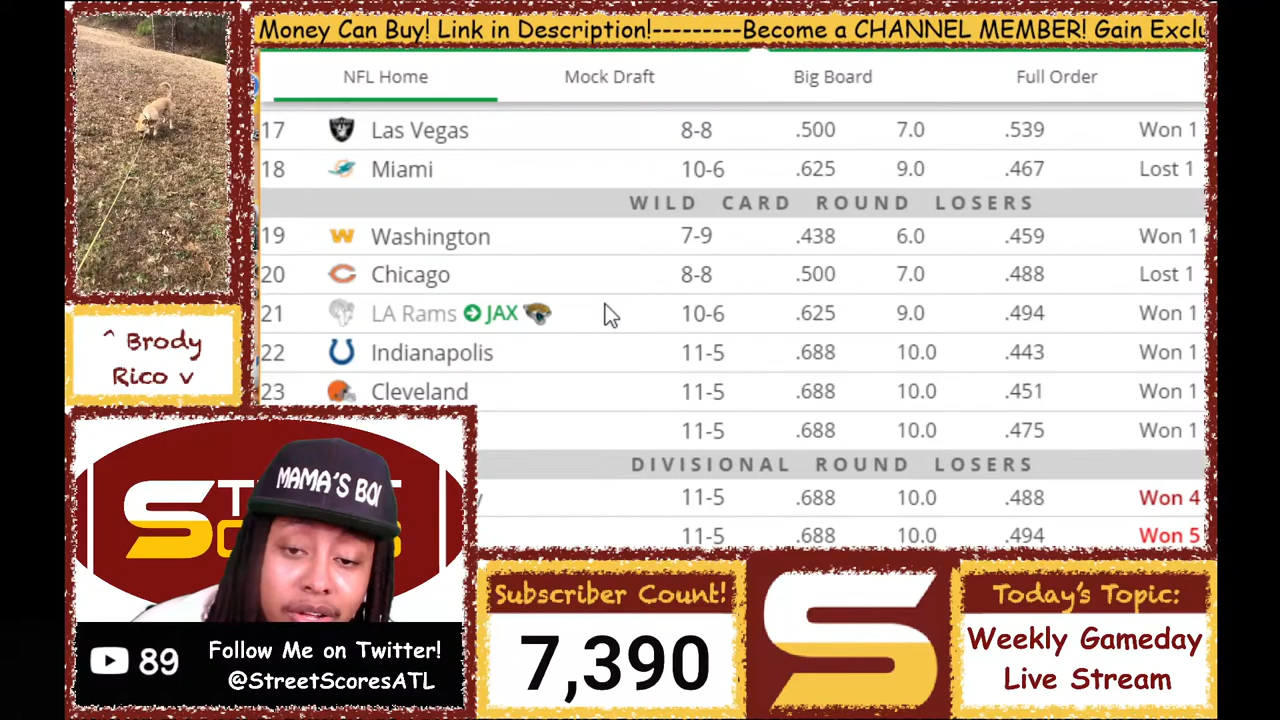 Money Can Buy! Link in Description!---------Become a CHANNEL MEMBER! Gain Exclu
NFL Home Mock Draft Big Board Full Order
17 Las Vegas 8-8 .500 7.0 .539 Won 1
18 Miami 10-6 .625 9.0 .467 Lost 1
WILD CARD ROUND LOSERS
19 Washington 7-9 .438 6.0 .459 Won 1
20 Chicago 8-8 .500 7.0 .488 Lost 1
21 LA Rams JAX 10-6 .625 9.0 .494 Won 1
22 Indianapolis 11-5 .688 10.0 .443 Won 1
23 Cleveland 11-5 .688 10.0 .451 Won 1
11-5 .688 10.0 .475 Won 1
DIVISIONAL ROUND LOSERS
11-5 .688 10.0 .488 Won 4
11-5 .688 10.0 .494 Won 5
^ Brody
Rico v
MAMA'S BOY
89
Follow Me on Twitter!
@StreetScoresATL
Subscriber Count!
7,390
Today's Topic:
Weekly Gameday
Live Stream